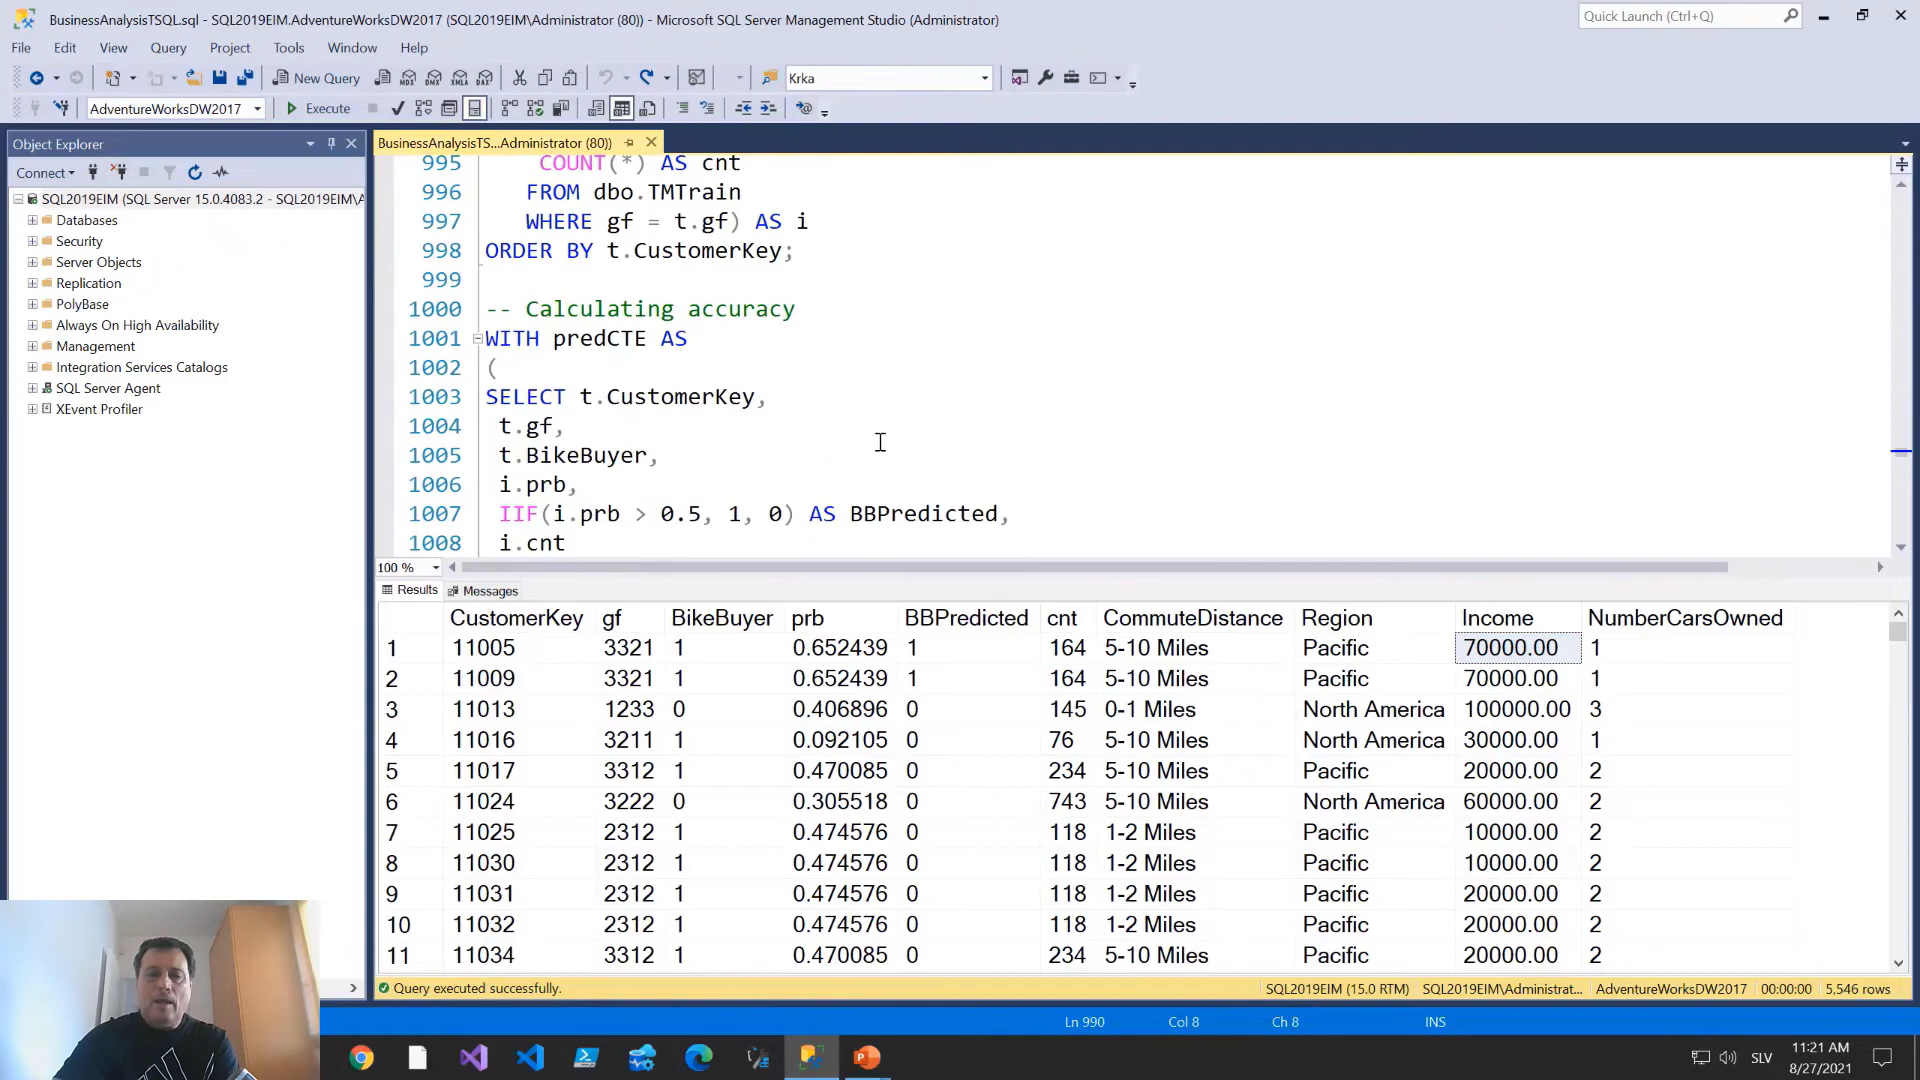 BusinessAnalysisTSQL.sql - SQL2019EIM.AdventureWorksDW2017 (SQL2019EIM\Administrator (80)) - Microsoft SQL Server Management Studio (Administrator)
Quick Launch (Ctrl+Q)
File Edit View Query Project Tools Window Help
New Query MDX DMX XMLA DAX Krka
AdventureWorksDW2017 Execute
Object Explorer
Connect
SQL2019EIM (SQL Server 15.0.4083.2 - SQL2019EIM\A
Databases
Security
Server Objects
Replication
PolyBase
Always On High Availability
Management
Integration Services Catalogs
SQL Server Agent
XEvent Profiler
BusinessAnalysisTS...Administrator (80))
995 COUNT(*) AS cnt
996 FROM dbo.TMTrain
997 WHERE gf = t.gf) AS i
998 ORDER BY t.CustomerKey;
999
1000 -- Calculating accuracy
1001 WITH predCTE AS
1002 (
1003 SELECT t.CustomerKey,
1004 t.gf,
1005 t.BikeBuyer,
1006 i.prb,
1007 IIF(i.prb > 0.5, 1, 0) AS BBPredicted,
1008 i.cnt
100 %
Results Messages
CustomerKey gf BikeBuyer prb BBPredicted cnt CommuteDistance Region Income NumberCarsOwned
1 11005 3321 1 0.652439 1 164 5-10 Miles Pacific 70000.00 1
2 11009 3321 1 0.652439 1 164 5-10 Miles Pacific 70000.00 1
3 11013 1233 0 0.406896 0 145 0-1 Miles North America 100000.00 3
4 11016 3211 1 0.092105 0 76 5-10 Miles North America 30000.00 1
5 11017 3312 1 0.470085 0 234 5-10 Miles Pacific 20000.00 2
6 11024 3222 0 0.305518 0 743 5-10 Miles North America 60000.00 2
7 11025 2312 1 0.474576 0 118 1-2 Miles Pacific 10000.00 2
8 11030 2312 1 0.474576 0 118 1-2 Miles Pacific 10000.00 2
9 11031 2312 1 0.474576 0 118 1-2 Miles Pacific 20000.00 2
10 11032 2312 1 0.474576 0 118 1-2 Miles Pacific 20000.00 2
11 11034 3312 1 0.470085 0 234 5-10 Miles Pacific 20000.00 2
Query executed successfully. SQL2019EIM (15.0 RTM) SQL2019EIM\Administrat... AdventureWorksDW2017 00:00:00 5,546 rows
Ln 990 Col 8 Ch 8 INS
SLV
11:21 AM
8/27/2021